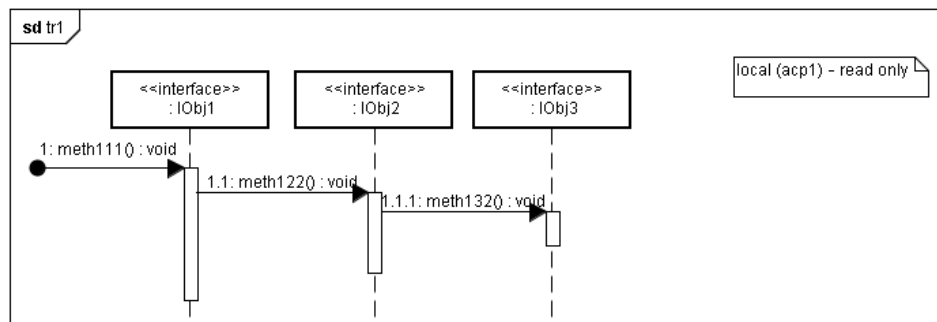 sd tr1
local (acp1) – read only
<<interface>>
: IObj1
<<interface>>
: IObj2
<<interface>>
: IObj3
1: meth111() : void
1.1: meth122() : void
1.1.1: meth132() : void